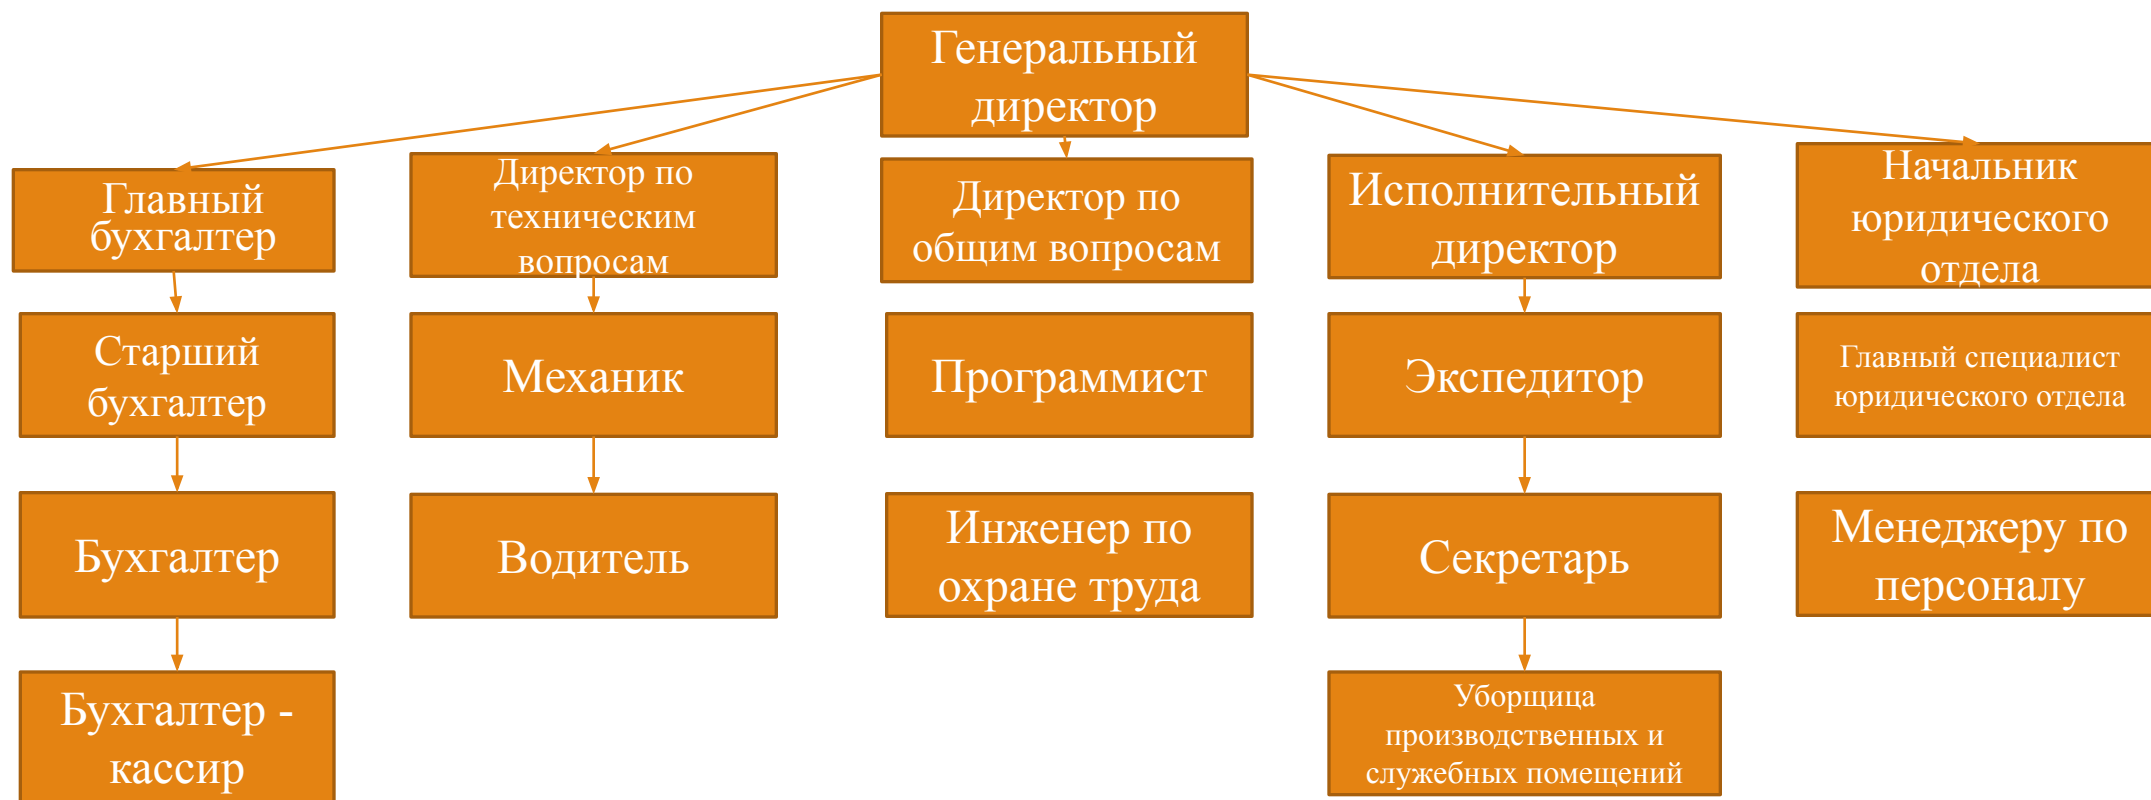 Генеральный
директор
Главный
бухгалтер
Директор по
техническим
вопросам
Директор по
общим вопросам
Исполнительный
директор
Начальник
юридического
отдела
Старший
бухгалтер
Механик
Программист
Экспедитор
Главный специалист
юридического отдела
Бухгалтер
Водитель
Инженер по
охране труда
Секретарь
Менеджеру по
персоналу
Бухгалтер -
кассир
Уборщица
производственных и
служебных помещений